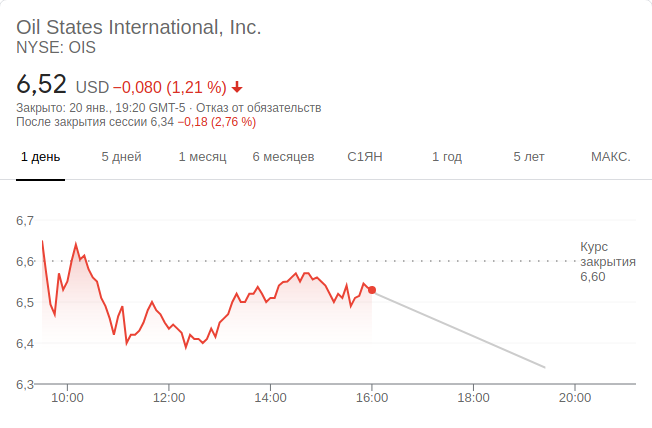 Oil States International, Inc.
NYSE: OIS
6,52 USD −0,080 (1,21 %)
Закрыто: 20 янв., 19:20 GMT-5 · Отказ от обязательств
После закрытия сессии 6,34 −0,18 (2,76 %)
1 день 5 дней 1 месяц 6 месяцев С1ЯН 1 год 5 лет МАКС.
6,7
Курс
6,6 закрытия
6,60
6,5
6,4
6,3
10:00 12:00 14:00 16:00 18:00 20:00